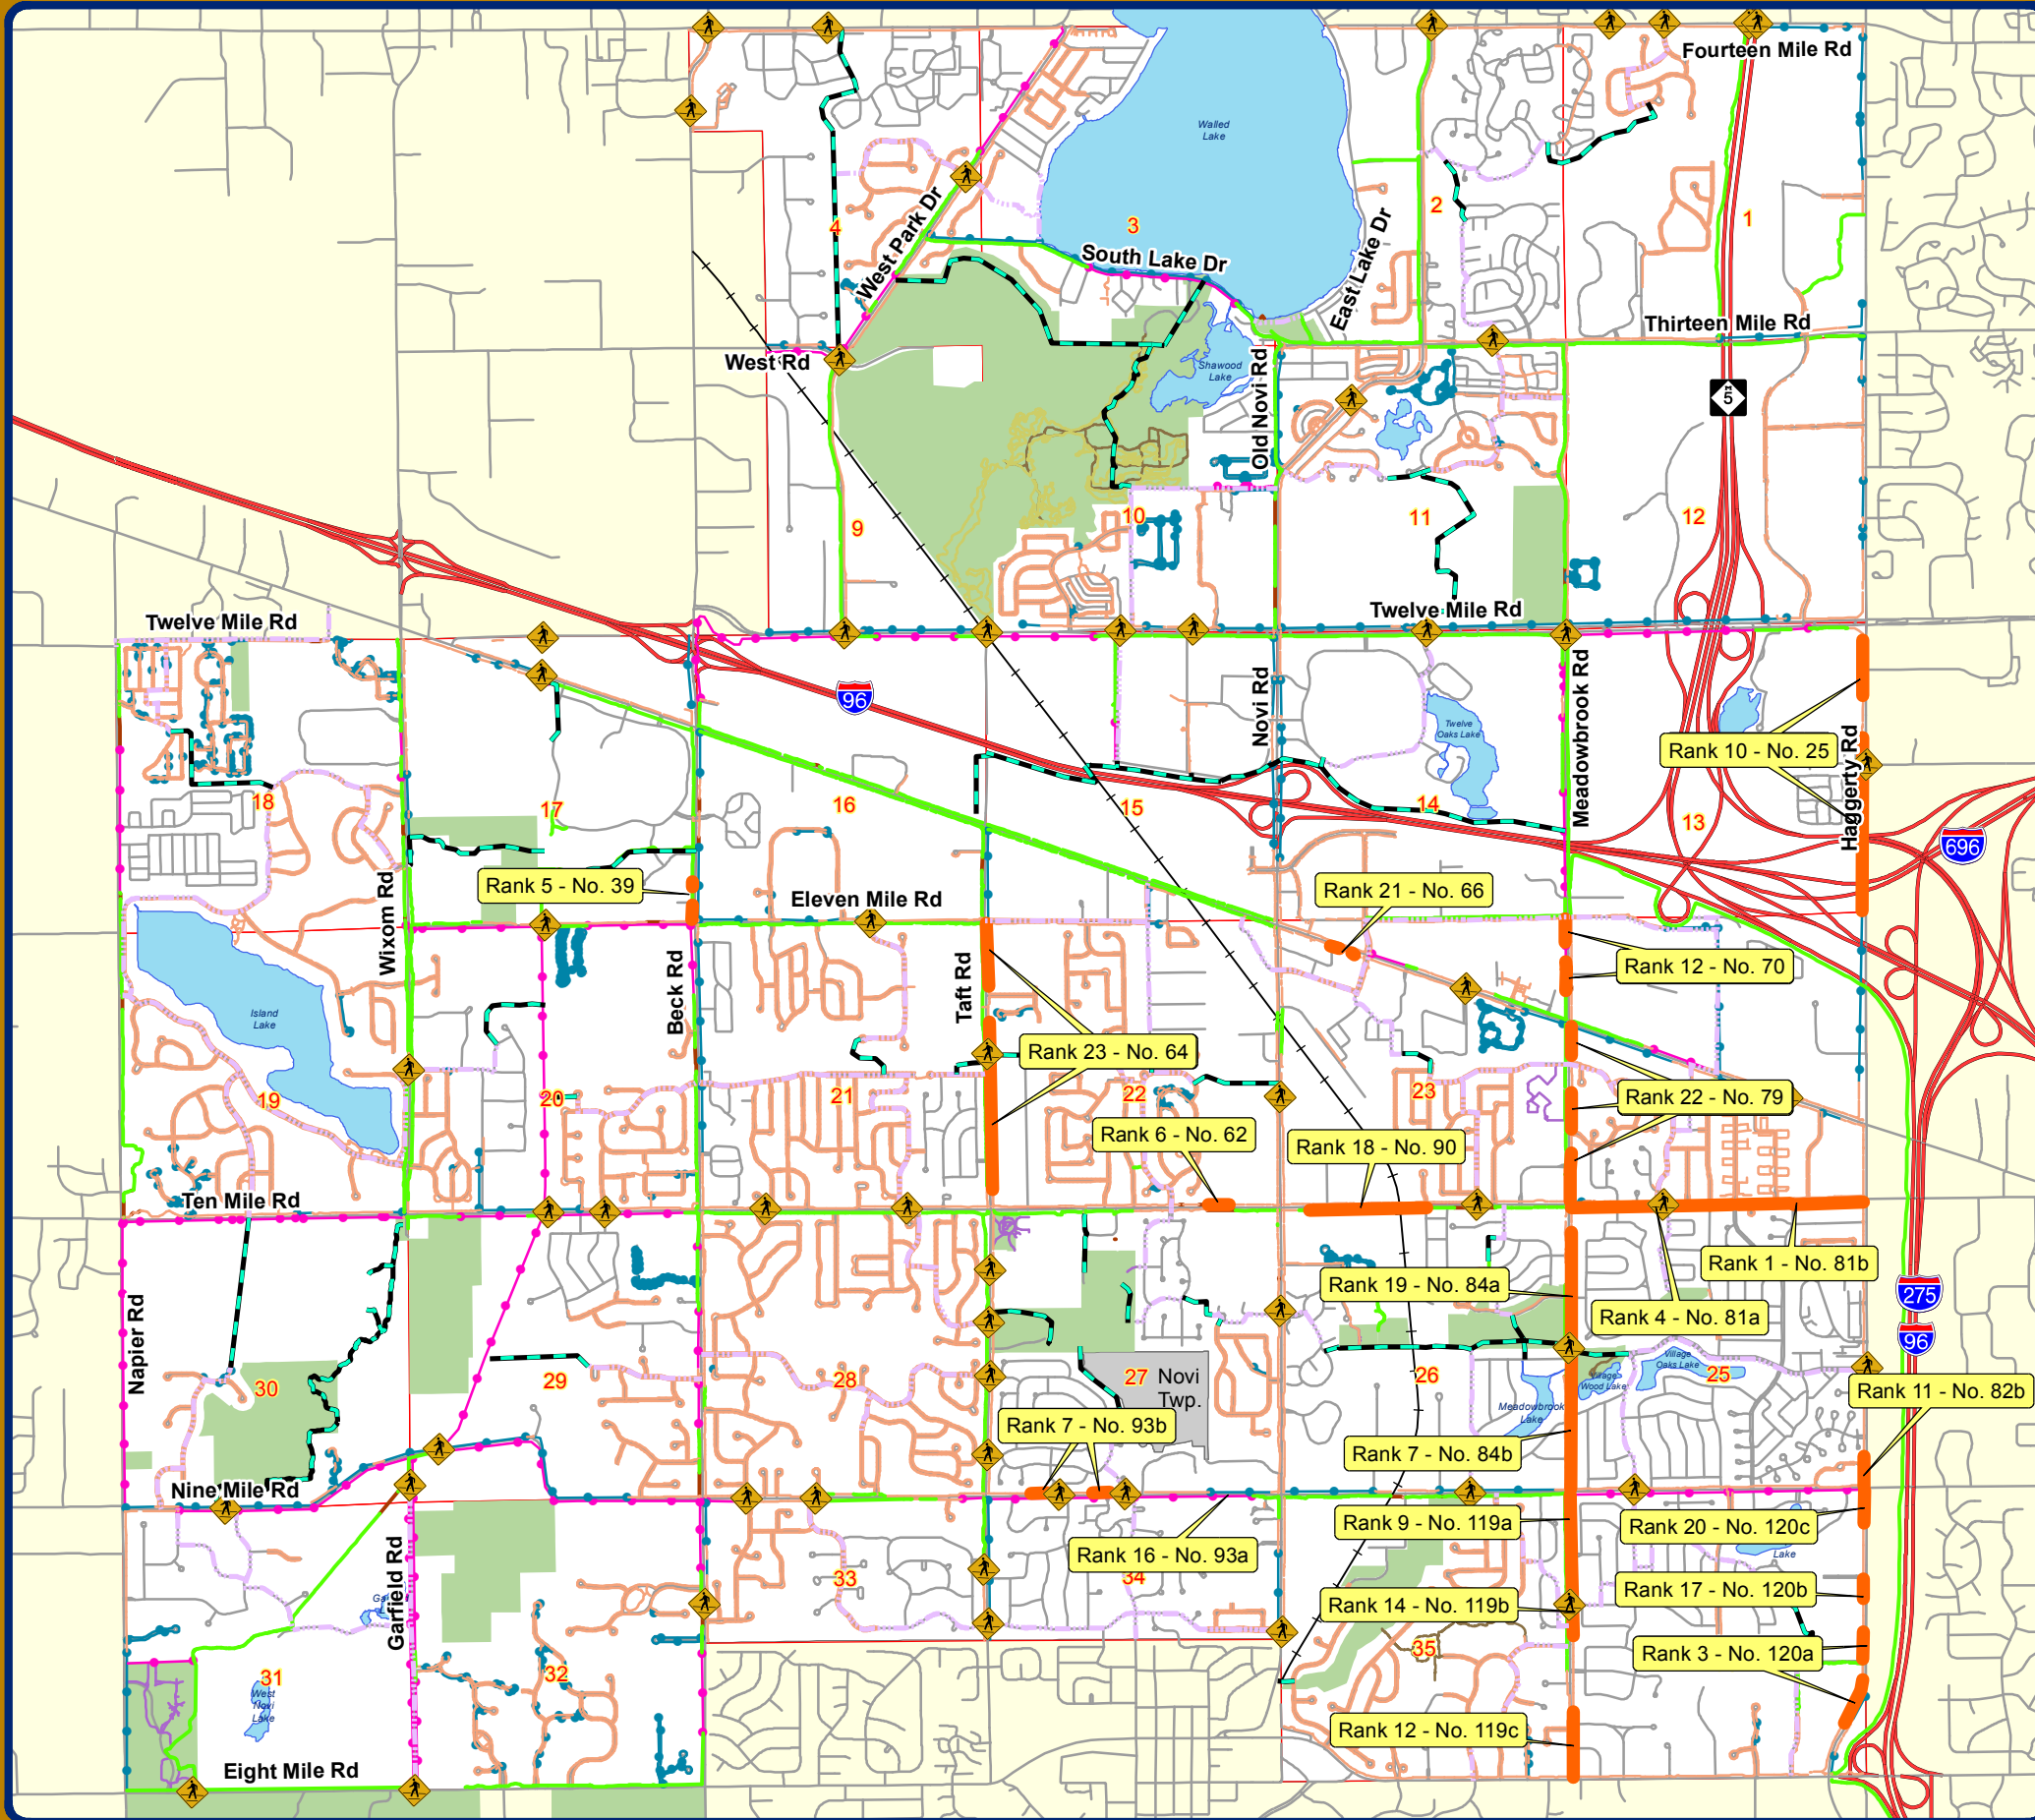 Fourteen Mile Rd
Walled
Lake
2
1
4
3
West Park Dr
South Lake Dr
East Lake Dr
Thirteen Mile Rd
West Rd
Shawood
Lake
Old Novi Rd
M
5
9
10
11
12
Twelve Mile Rd
Twelve Mile Rd
96
Novi Rd
Twelve
Oaks Lake
Meadowbrook Rd
Rank 10 - No. 25
Haggerty Rd
18
17
16
15
14
13
696
Rank 5 - No. 39
Eleven Mile Rd
Rank 21 - No. 66
Wixom Rd
Beck Rd
Taft Rd
Rank 12 - No. 70
Island
Lake
Rank 23 - No. 64
19
20
21
22
23
Rank 22 - No. 79
Rank 6 - No. 62
Rank 18 - No. 90
Ten Mile Rd
Rank 1 - No. 81b
Rank 19 - No. 84a
275
Napier Rd
Rank 4 - No. 81a
96
Village
Oaks Lake
30
29
28
27
Novi
Twp.
26
Village
Wood Lake
25
Rank 11 - No. 82b
Meadowbrook
Lake
Rank 7 - No. 93b
Rank 7 - No. 84b
Nine Mile Rd
Rank 9 - No. 119a
Rank 20 - No. 120c
Garfield Rd
Rank 16 - No. 93a
Lake
33
34
Rank 17 - No. 120b
Rank 14 - No. 119b
35
Rank 3 - No. 120a
31
32
West
Novi
Lake
Rank 12 - No. 119c
Eight Mile Rd